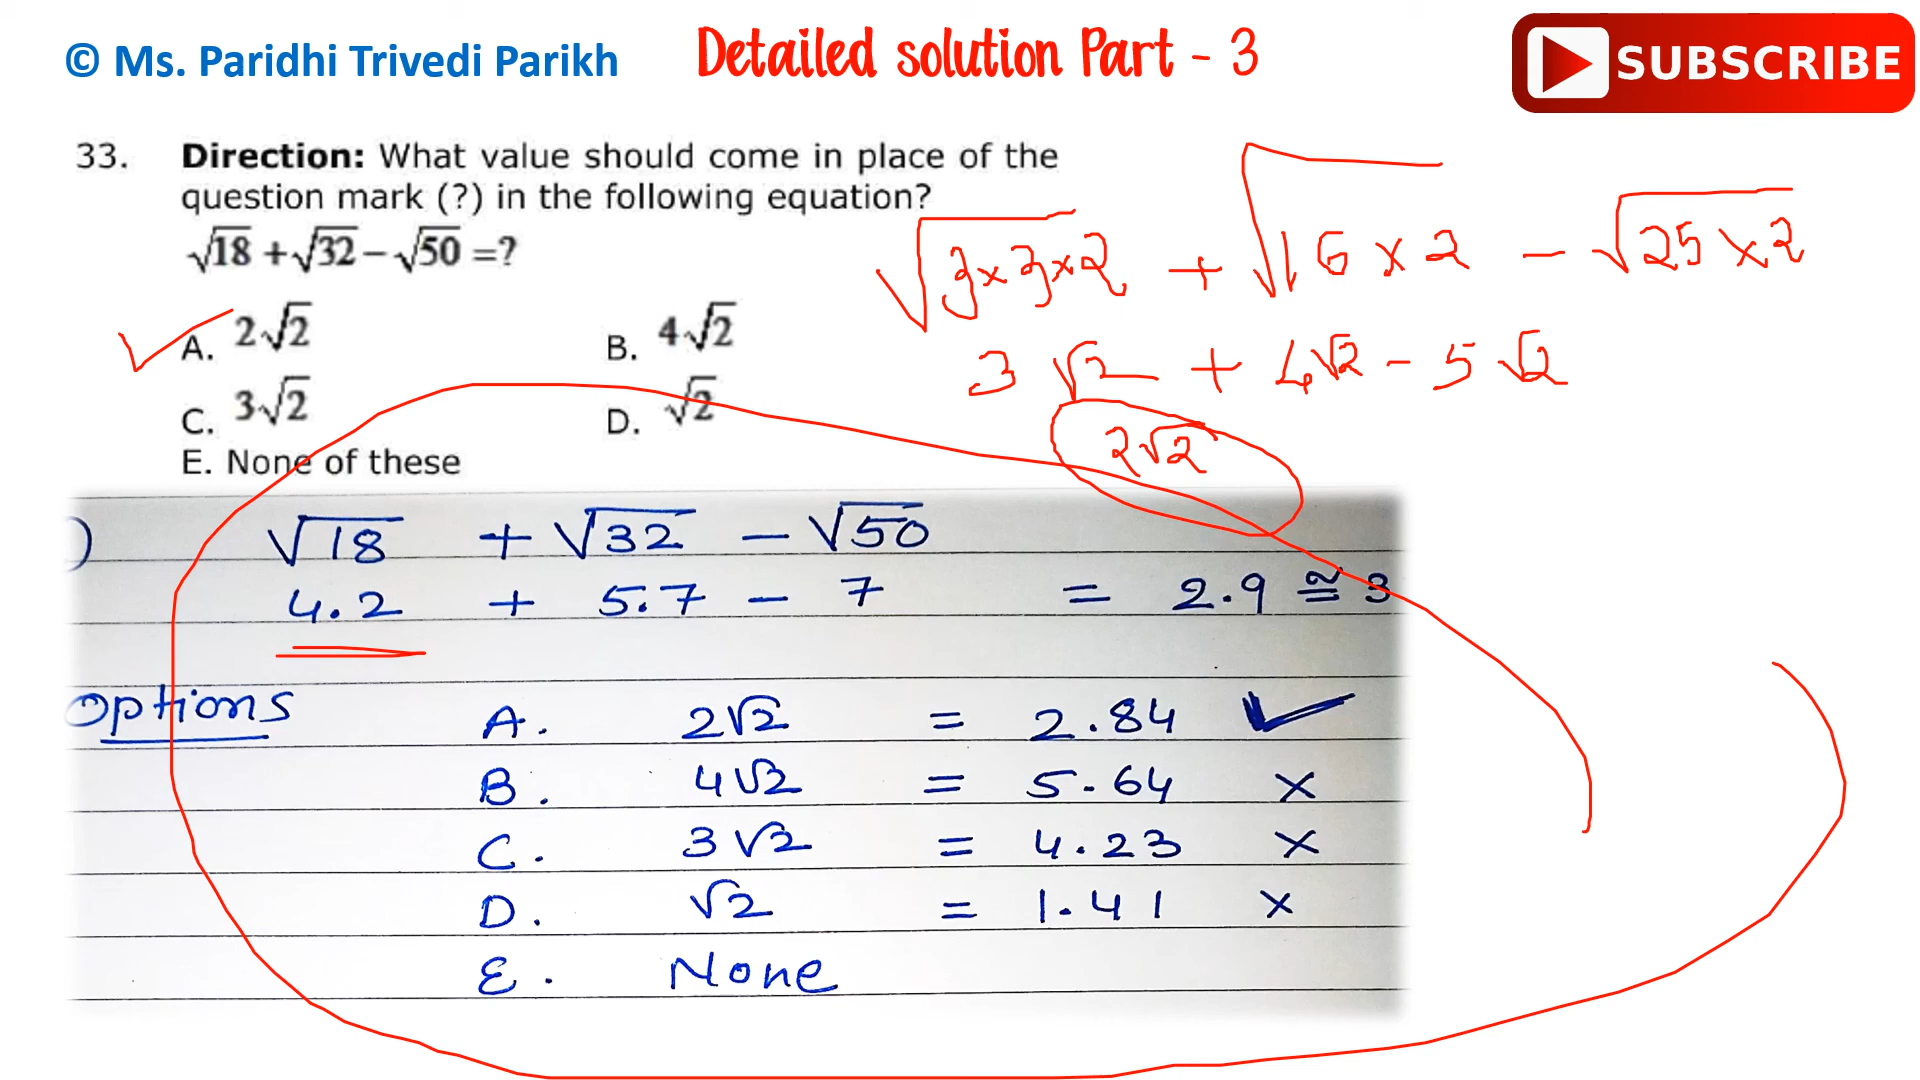 © Ms. Paridhi Trivedi Parikh
Detailed solution Part - 3
SUBSCRIBE
33. Direction: What value should come in place of the
question mark (?) in the following equation?
√18 + √32 − √50 = ?
A. 2√2
B. 4√2
C. 3√2
D. √2
E. None of these
√3×3×2 + √16×2 − √25×2
3√2 + 4√2 − 5√2
2√2
) √18 + √32 − √50
4.2 + 5.7 − 7 = 2.9 ≅ 3
Options
A. 2√2 = 2.84 ✓
B. 4√2 = 5.64 ×
C. 3√2 = 4.23 ×
D. √2 = 1.41 ×
E. None